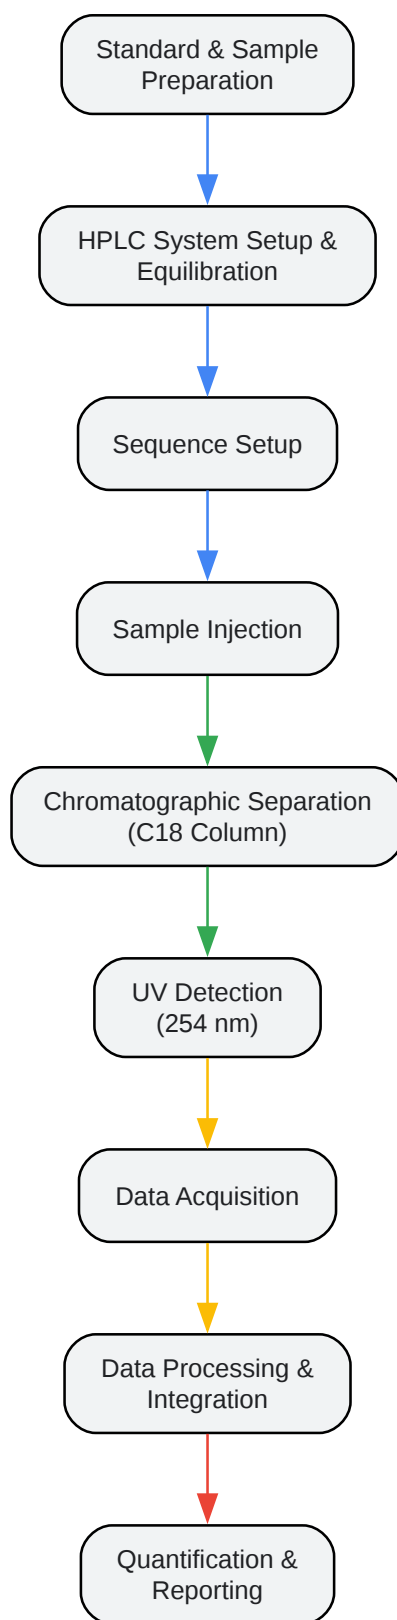 Standard & Sample
Preparation
HPLC System Setup &
Equilibration
Sequence Setup
Sample Injection
Chromatographic Separation
(C18 Column)
UV Detection
(254 nm)
Data Acquisition
Data Processing &
Integration
Quantification &
Reporting